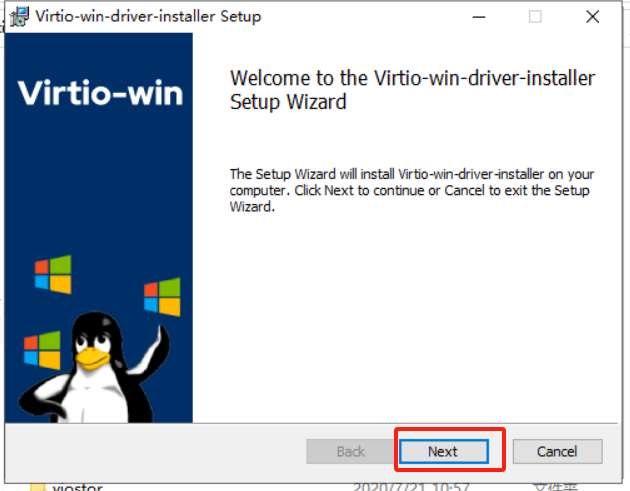 Virtio-win-driver-installer Setup
Virtio-win
Welcome to the Virtio-win-driver-installer
Setup Wizard
The Setup Wizard will install Virtio-win-driver-installer on your
computer. Click Next to continue or Cancel to exit the Setup
Wizard.
Back
Next
Cancel
viostor
2020/7/21 10:57
文件夹